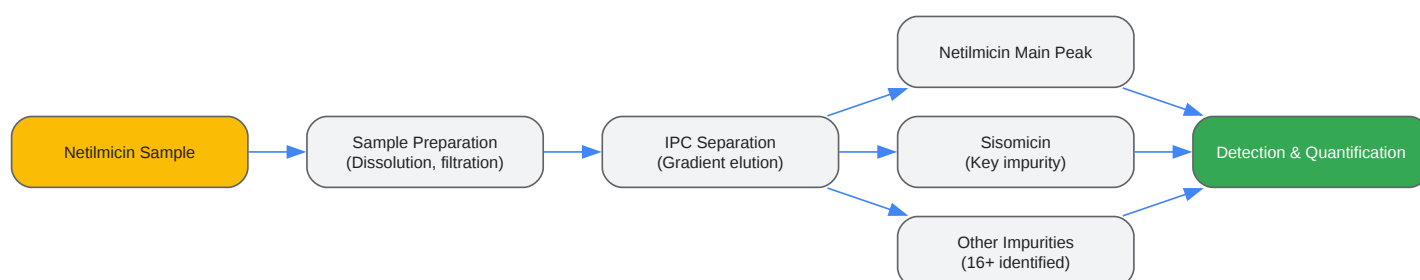 Netilmicin Sample
Sample Preparation
(Dissolution, filtration)
IPC Separation
(Gradient elution)
Netilmicin Main Peak
Sisomicin
(Key impurity)
Other Impurities
(16+ identified)
Detection & Quantification